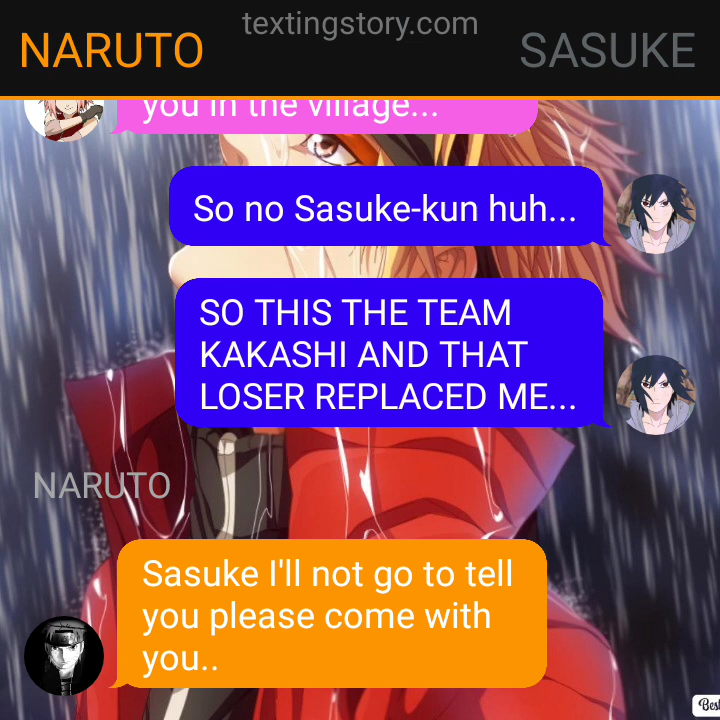 textingstory.com
NARUTO
SASUKE
you in the village...
So no Sasuke-kun huh...
SO THIS THE TEAM
KAKASHI AND THAT
LOSER REPLACED ME...
NARUTO
Sasuke I'll not go to tell
you please come with
you..